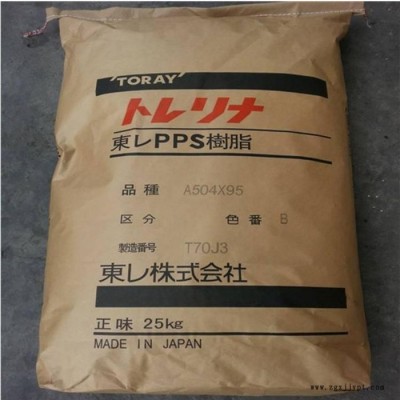 'TORAY'
トレリナ
東レPPS樹脂
品種 A504X95
区分 色番 B
製造番号 T70J3
東レ株式会社
正味 25kg
MADE IN JAPAN